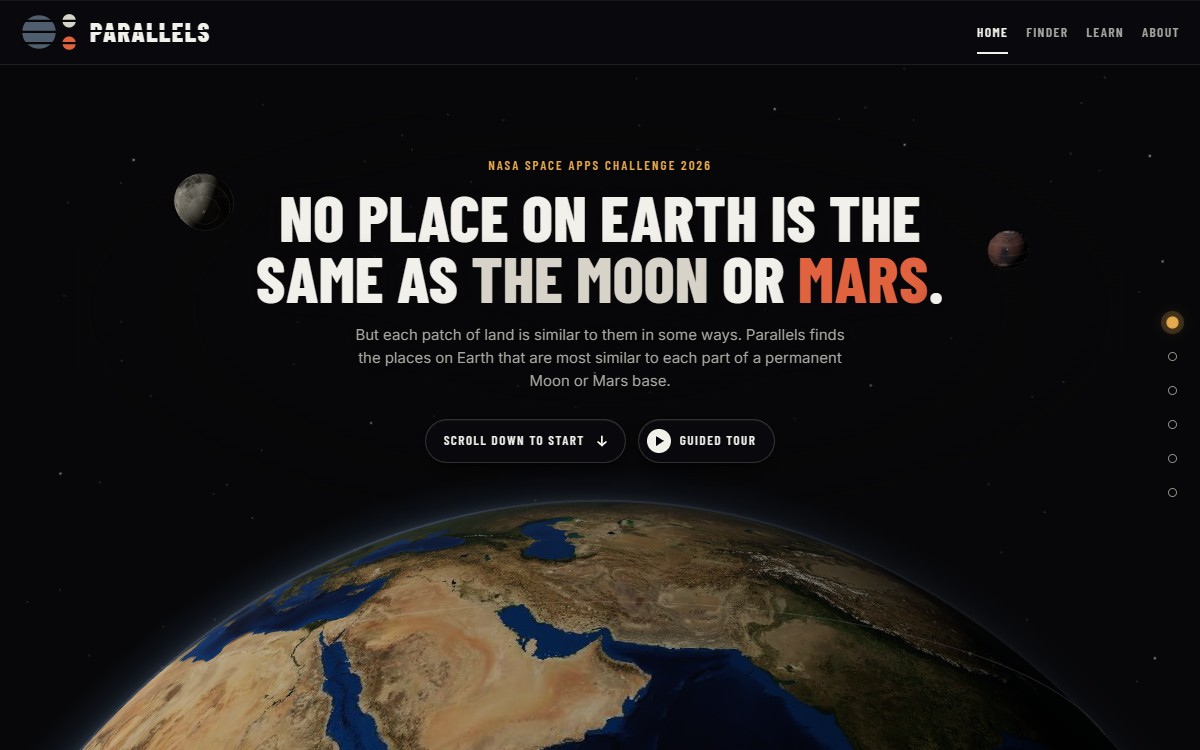 PARALLELS
HOME FINDER LEARN ABOUT
NASA SPACE APPS CHALLENGE 2026
NO PLACE ON EARTH IS THE
SAME AS THE MOON OR MARS.
But each patch of land is similar to them in some ways. Parallels finds
the places on Earth that are most similar to each part of a permanent
Moon or Mars base.
SCROLL DOWN TO START ↓
GUIDED TOUR